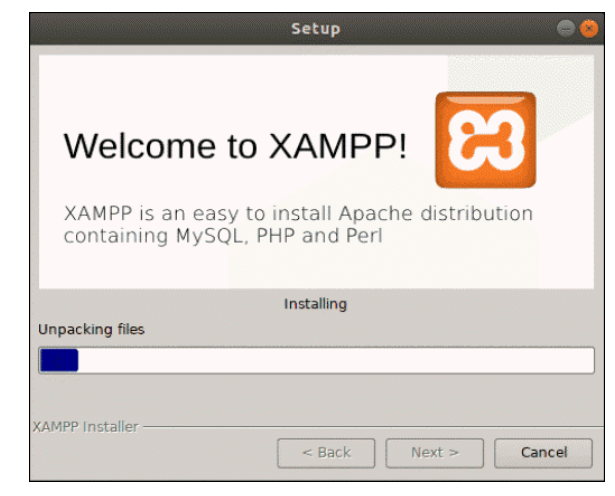 Setup
Welcome to XAMPP!
XAMPP is an easy to install Apache distribution
containing MySQL, PHP and Perl
Installing
Unpacking files
XAMPP Installer
< Back
Next >
Cancel